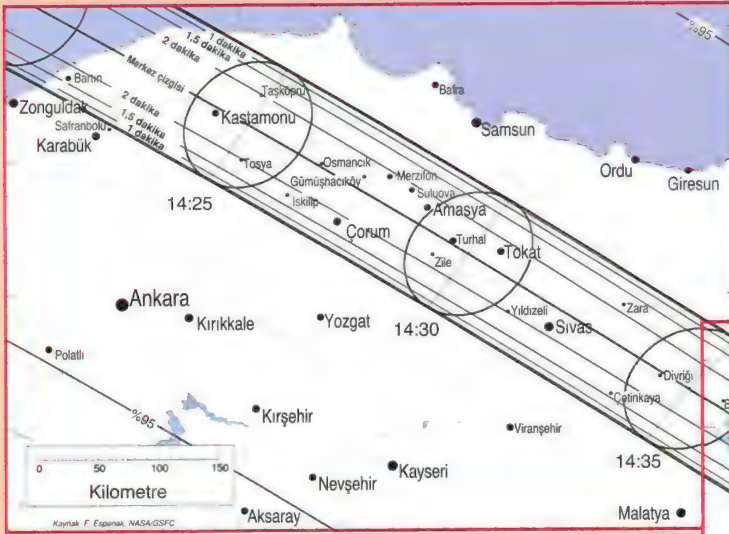 %95
1 dakika
1,5 dakika
2 dakika
Merkez çizgisi
Bartın
2 dakika
1,5 dakika
1 dakika
Zonguldak
Safranbolu
Karabük
Taşköprü
Kastamonu
Tosya
Bafra
Samsun
Ordu
Giresun
Osmancık
Gümüşhacıköy
Merzifon
Suluova
İskilip
Amasya
14:25
Çorum
Turhal
Tokat
Zile
Ankara
Kırıkkale
Yozgat
14:30
Yıldızeli
Sıvas
Zara
Polatlı
Divriği
Çetinkaya
%95
Kırşehir
Viranşehir
14:35
0 50 100 150
Kilometre
Nevşehir
Kayseri
Malatya
Aksaray
Kaynak F. Espenak, NASA/GSFC